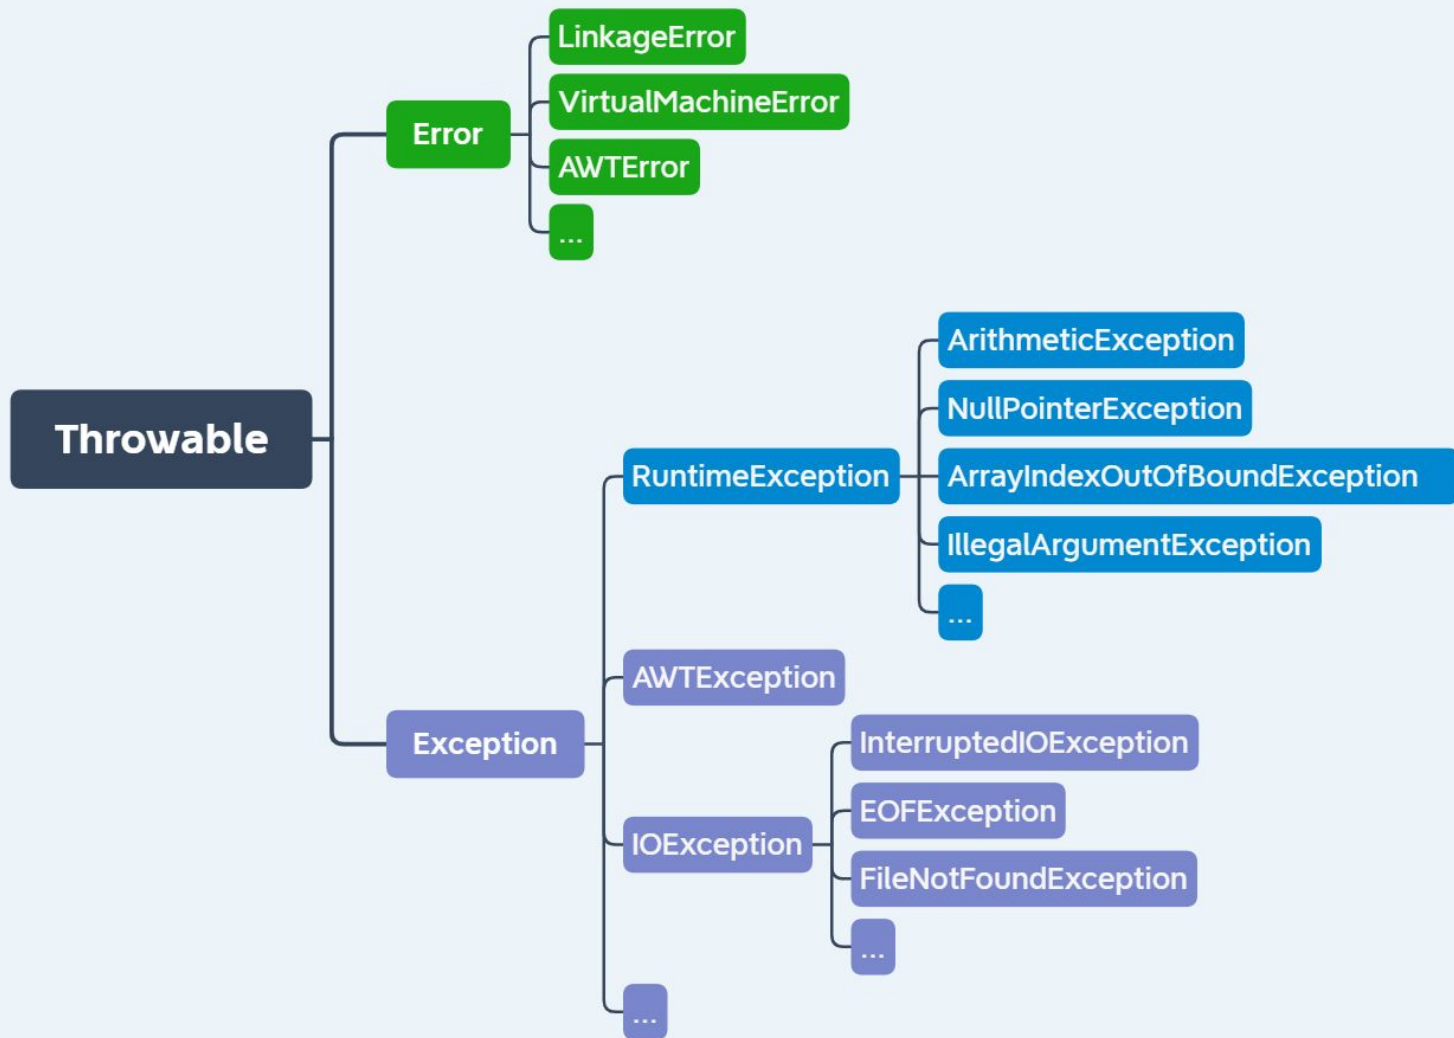 Throwable
Error
LinkageError
VirtualMachineError
AWTError
...
Exception
RuntimeException
ArithmeticException
NullPointerException
ArrayIndexOutOfBoundException
IllegalArgumentException
...
AWTException
IOException
InterruptedIOException
EOFException
FileNotFoundException
...
...